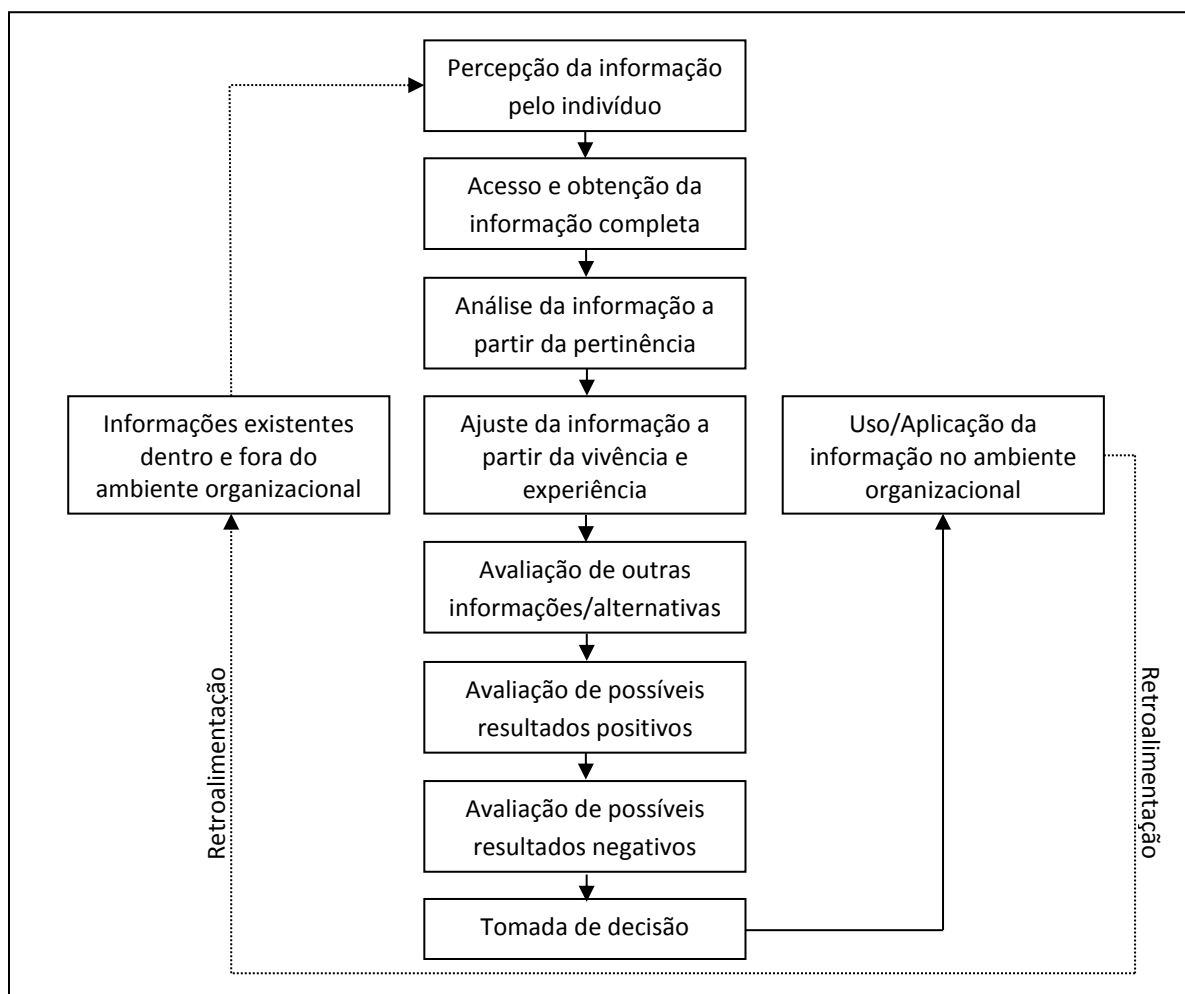 Percepção da informação
pelo indivíduo
Acesso e obtenção da
informação completa
Análise da informação a
partir da pertinência
Informações existentes
dentro e fora do
ambiente organizacional
Ajuste da informação a
partir da vivência e
experiência
Uso/Aplicação da
informação no ambiente
organizacional
Avaliação de outras
informações/alternativas
Avaliação de possíveis
resultados positivos
Avaliação de possíveis
resultados negativos
Tomada de decisão
Retroalimentação
Retroalimentação